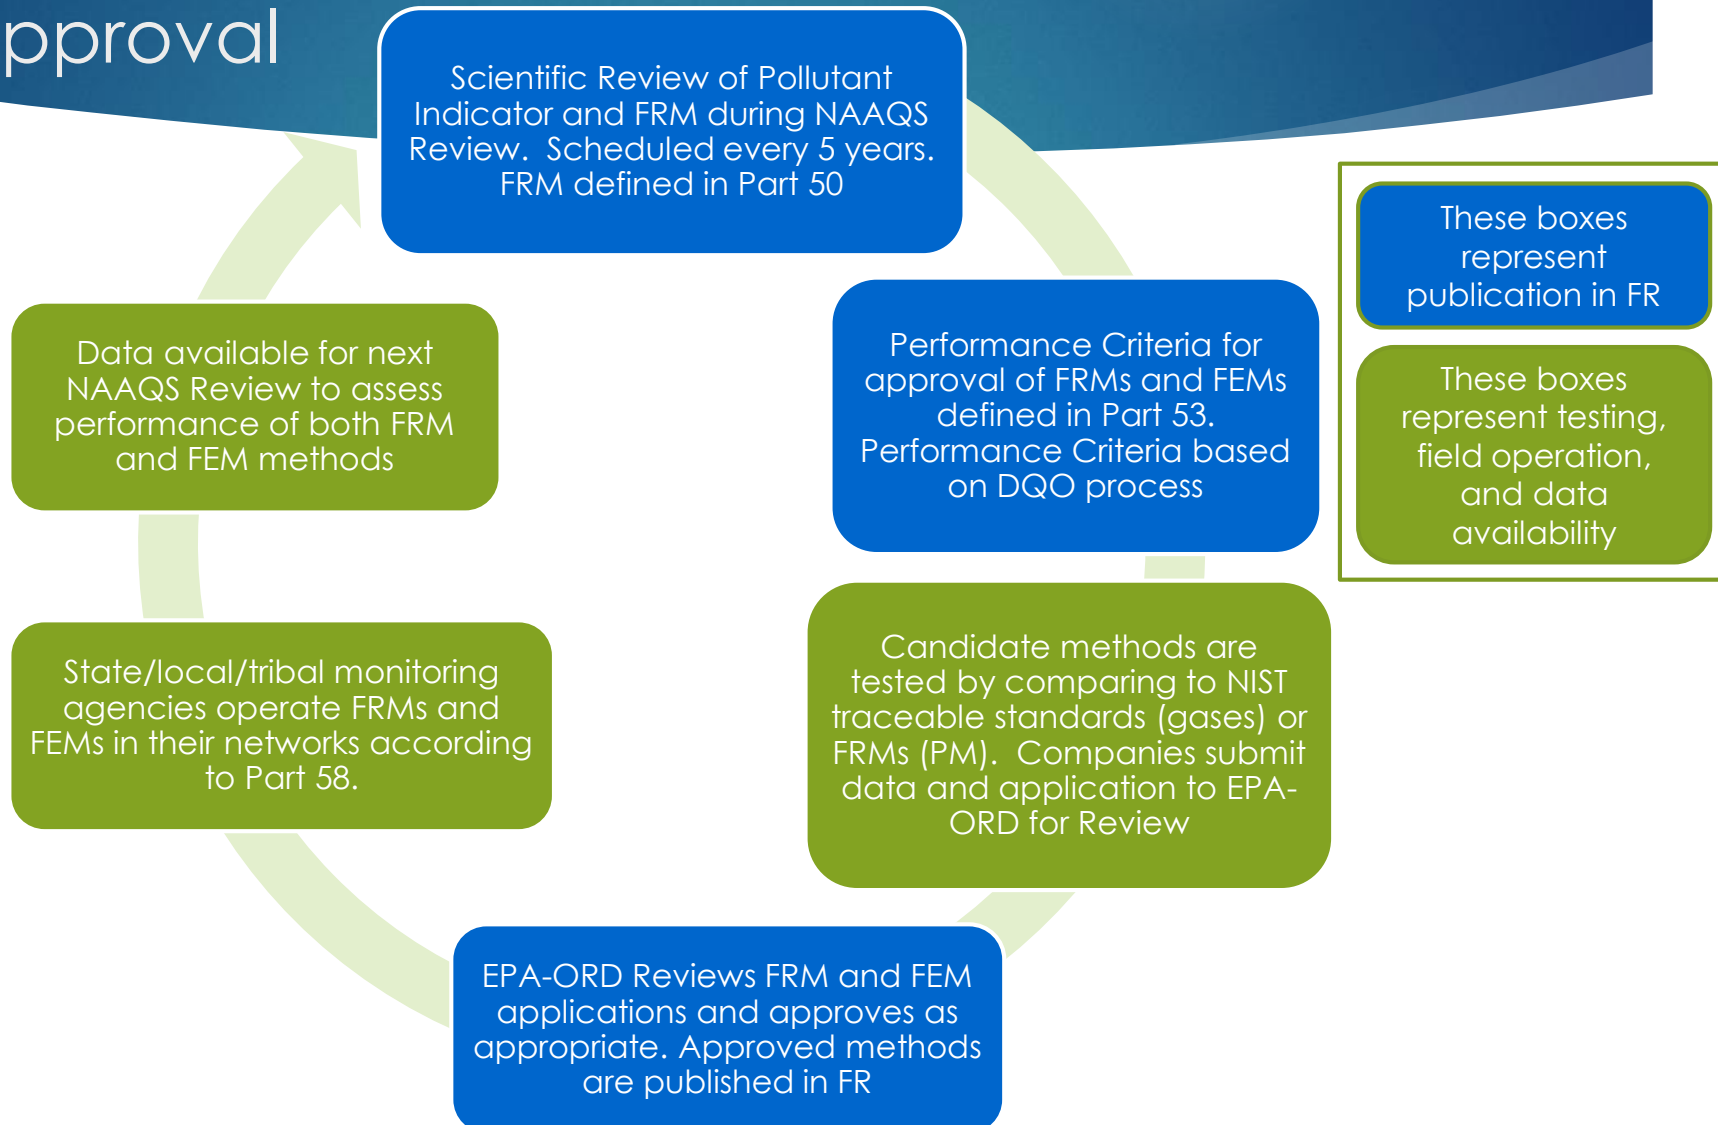 pproval
Scientific Review of Pollutant
Indicator and FRM during NAAQS
Review.  Scheduled every 5 years.
FRM defined in Part 50
Performance Criteria for
approval of FRMs and FEMs
defined in Part 53.
Performance Criteria based
on DQO process
Candidate methods are
tested by comparing to NIST
traceable standards (gases) or
FRMs (PM).  Companies submit
data and application to EPA-
ORD for Review
EPA-ORD Reviews FRM and FEM
applications and approves as
appropriate. Approved methods
are published in FR
State/local/tribal monitoring
agencies operate FRMs and
FEMs in their networks according
to Part 58.
Data available for next
NAAQS Review to assess
performance of both FRM
and FEM methods
These boxes
represent
publication in FR
These boxes
represent testing,
field operation,
and data
availability